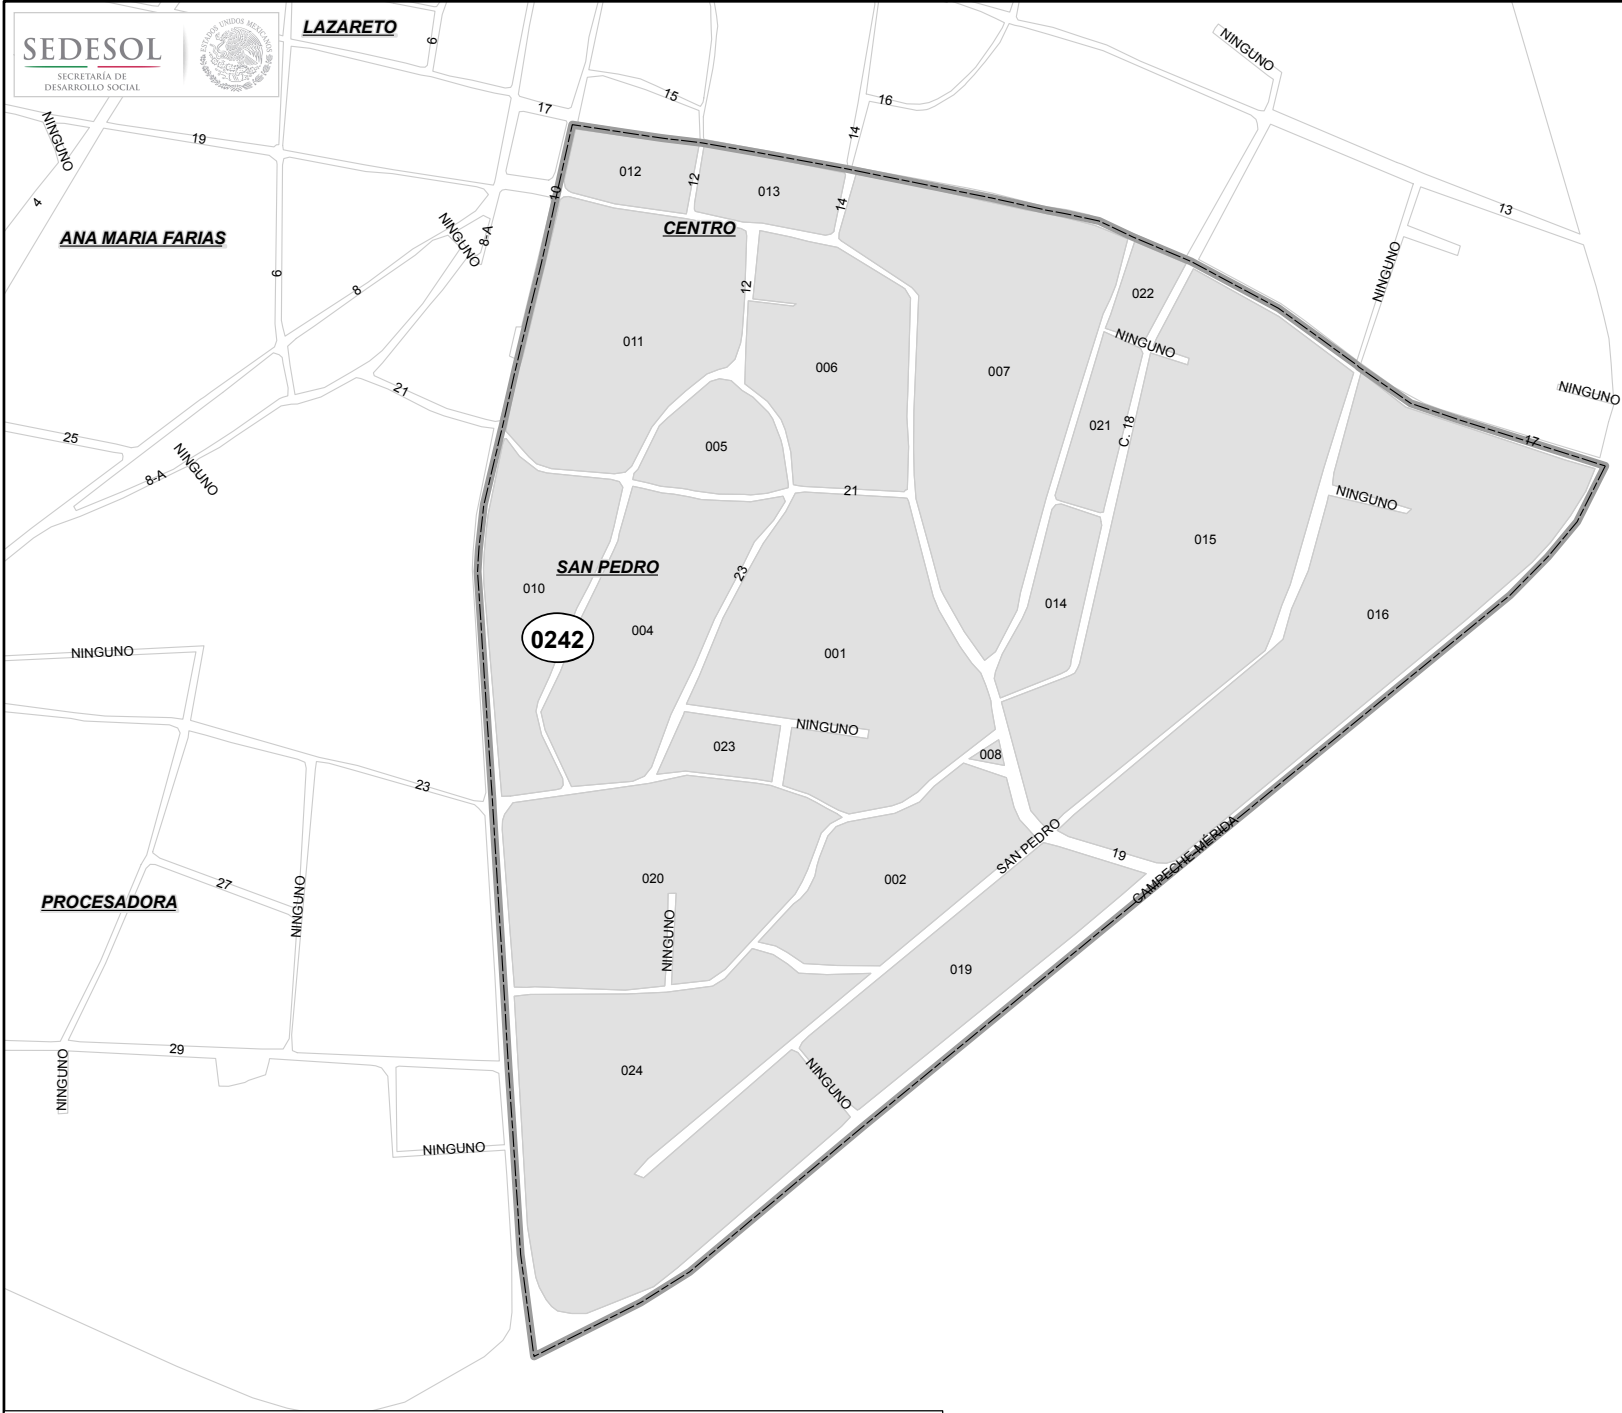 SEDESOL
SECRETARÍA DE
DESARROLLO SOCIAL
ESTADOS UNIDOS MEXICANOS
LAZARETO
6
NINGUNO
15
16
17
14
19
NINGUNO
012
12
013
10
14
13
4
NINGUNO
8-A
CENTRO
ANA MARIA FARIAS
NINGUNO
6
8
12
022
011
NINGUNO
006
007
21
NINGUNO
25
005
021
C. 18
17
8-A
NINGUNO
21
NINGUNO
015
SAN PEDRO
23
010
014
016
0242
004
001
NINGUNO
NINGUNO
023
008
23
SAN PEDRO
19
CAMPECHE-MÉRIDA
27
020
002
PROCESADORA
NINGUNO
NINGUNO
019
29
024
NINGUNO
NINGUNO
NINGUNO